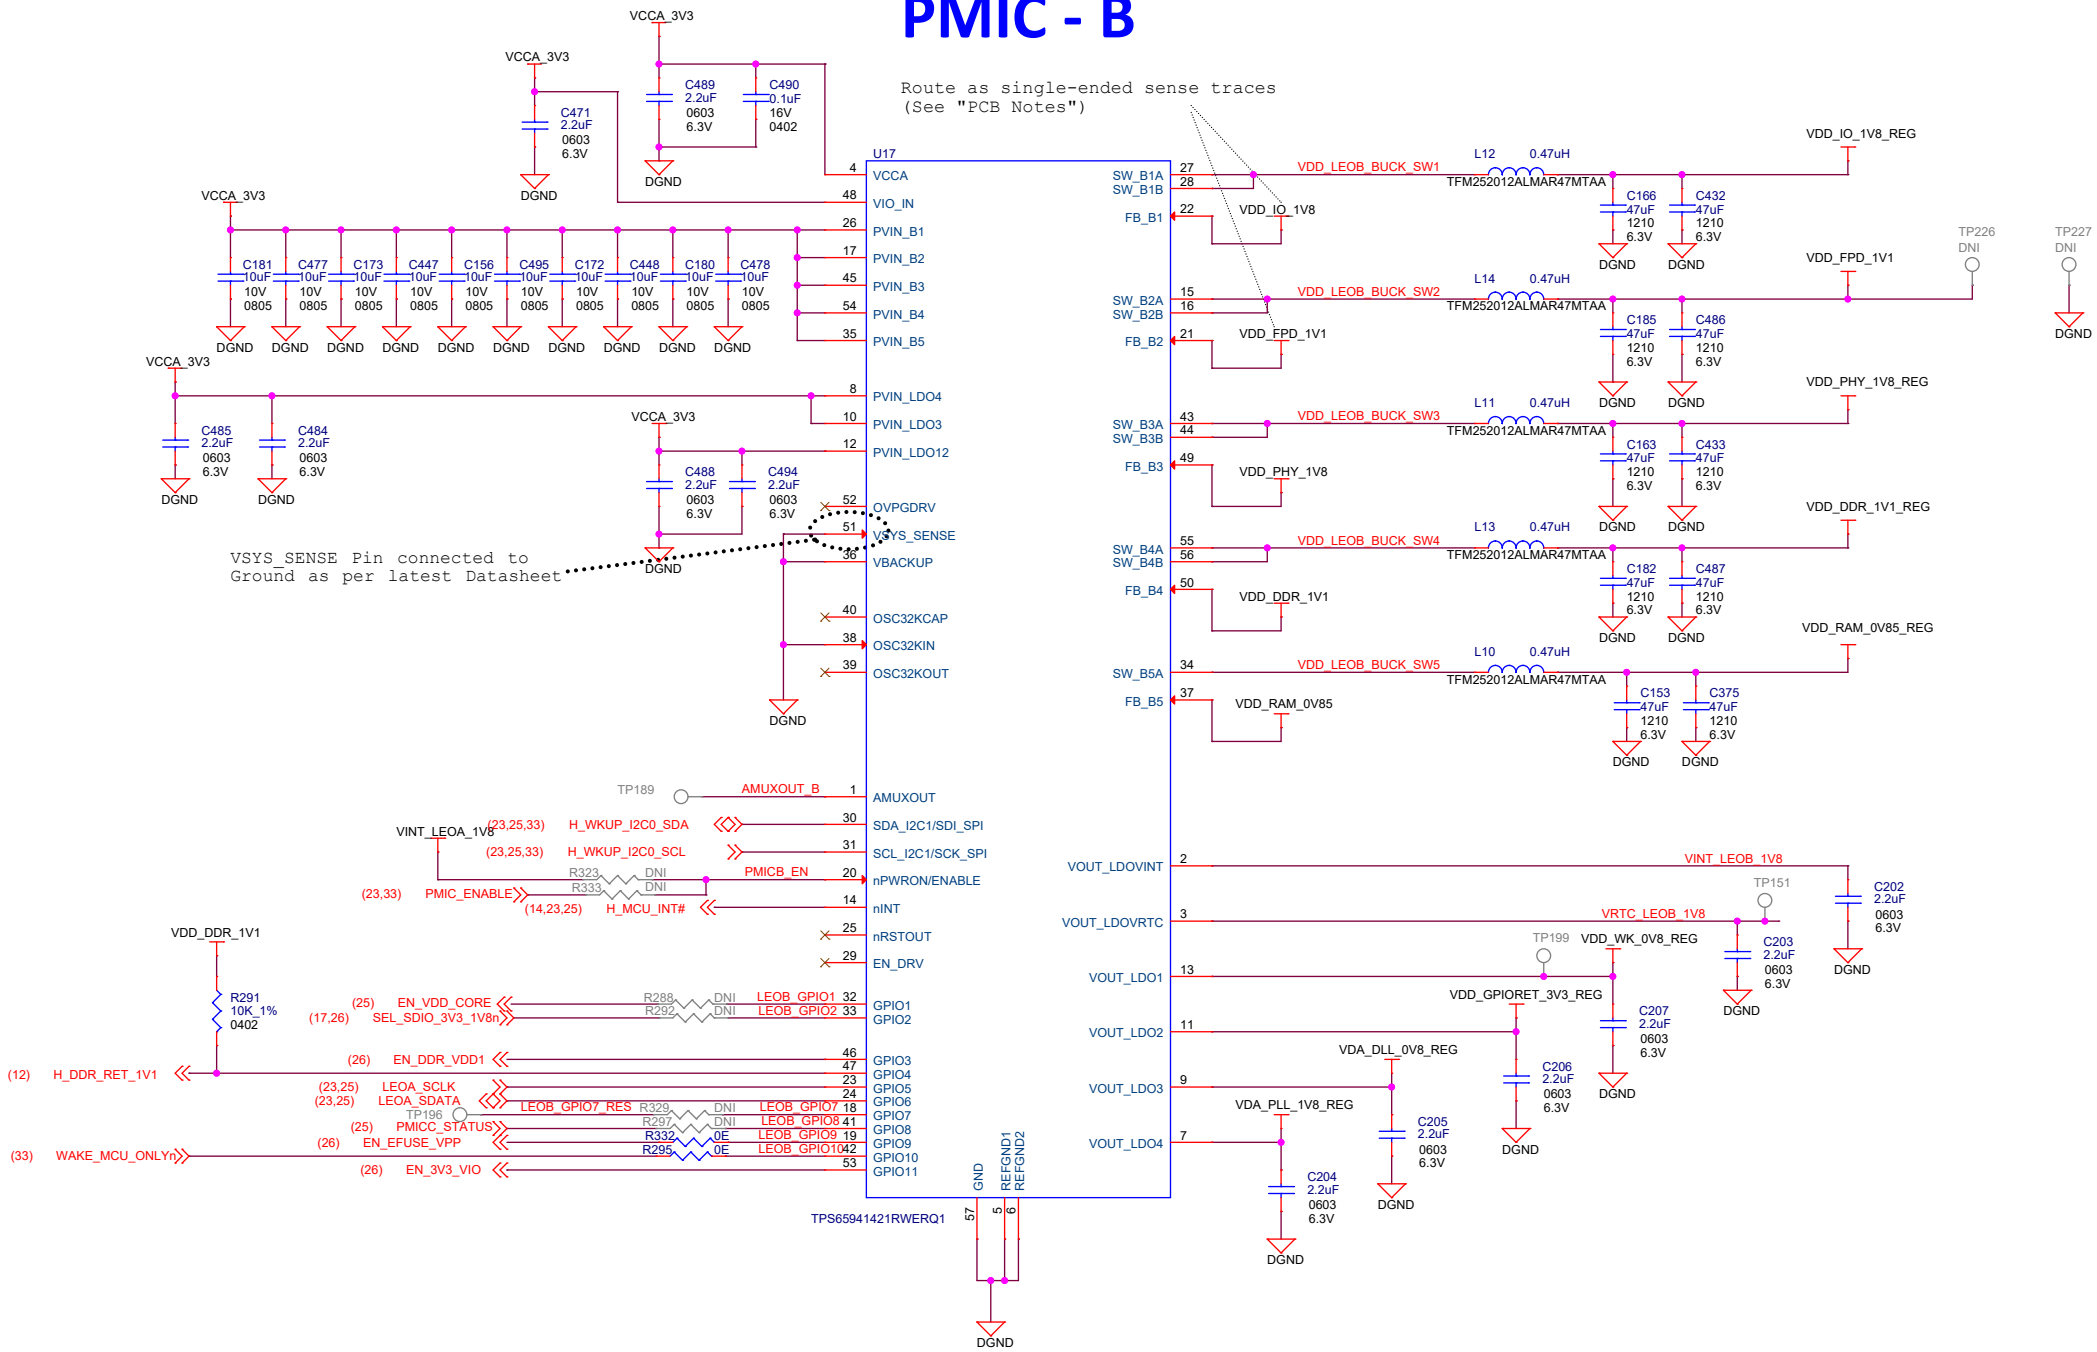 PMIC - B
Route as single-ended sense traces
(See "PCB Notes")
VCCA_3V3
C489
2.2uF
0603
6.3V
C490
0.1uF
16V
0402
DGND
VCCA_3V3
C471
2.2uF
0603
6.3V
DGND
VCCA_3V3
C181
10uF
10V
0805
DGND
C477
10uF
10V
0805
DGND
C173
10uF
10V
0805
DGND
C447
10uF
10V
0805
DGND
C156
10uF
10V
0805
DGND
C495
10uF
10V
0805
DGND
C172
10uF
10V
0805
DGND
C448
10uF
10V
0805
DGND
C180
10uF
10V
0805
DGND
C478
10uF
10V
0805
DGND
VCCA_3V3
C485
2.2uF
0603
6.3V
DGND
C484
2.2uF
0603
6.3V
DGND
VCCA_3V3
C488
2.2uF
0603
6.3V
C494
2.2uF
0603
6.3V
DGND
VSYS_SENSE Pin connected to
Ground as per latest Datasheet
DGND
U17
4 VCCA
48 VIO_IN
26 PVIN_B1
17 PVIN_B2
45 PVIN_B3
54 PVIN_B4
35 PVIN_B5
8 PVIN_LDO4
10 PVIN_LDO3
12 PVIN_LDO12
52 OVPGDRV
51 VSYS_SENSE
36 VBACKUP
40 OSC32KCAP
38 OSC32KIN
39 OSC32KOUT
TP189 AMUXOUT_B 1 AMUXOUT
(23,25,33) H_WKUP_I2C0_SDA 30 SDA_I2C1/SDI_SPI
VINT_LEOA_1V8
(23,25,33) H_WKUP_I2C0_SCL 31 SCL_I2C1/SCK_SPI
R323 DNI PMICB_EN 20 nPWRON/ENABLE
(23,33) PMIC_ENABLE R333 DNI
(14,23,25) H_MCU_INT# 14 nINT
25 nRSTOUT
29 EN_DRV
VDD_DDR_1V1
R291
10K_1%
0402
(25) EN_VDD_CORE R288 DNI LEOB_GPIO1 32 GPIO1
(17,26) SEL_SDIO_3V3_1V8n R292 DNI LEOB_GPIO2 33 GPIO2
(26) EN_DDR_VDD1 46 GPIO3
(12) H_DDR_RET_1V1 47 GPIO4
(23,25) LEOA_SCLK 23 GPIO5
(23,25) LEOA_SDATA 24 GPIO6
TP196 LEOB_GPIO7_RES R329 DNI LEOB_GPIO7 18 GPIO7
(25) PMICC_STATUS R297 DNI LEOB_GPIO8 41 GPIO8
(26) EN_EFUSE_VPP R332 0E LEOB_GPIO9 19 GPIO9
(33) WAKE_MCU_ONLYn R295 0E LEOB_GPIO10 42 GPIO10
(26) EN_3V3_VIO 53 GPIO11
TPS65941421RWERQ1
GND 57
REFGND1 5
REFGND2 6
DGND
SW_B1A 27 VDD_LEOB_BUCK_SW1
SW_B1B 28
FB_B1 22 VDD_IO_1V8
L12 0.47uH
TFM252012ALMAR47MTAA
VDD_IO_1V8_REG
C166
47uF
1210
6.3V
DGND
C432
47uF
1210
6.3V
DGND
SW_B2A 15 VDD_LEOB_BUCK_SW2
SW_B2B 16
FB_B2 21 VDD_FPD_1V1
L14 0.47uH
TFM252012ALMAR47MTAA
VDD_FPD_1V1
TP226
DNI
TP227
DNI
DGND
C185
47uF
1210
6.3V
DGND
C486
47uF
1210
6.3V
DGND
SW_B3A 43 VDD_LEOB_BUCK_SW3
SW_B3B 44
FB_B3 49 VDD_PHY_1V8
L11 0.47uH
TFM252012ALMAR47MTAA
VDD_PHY_1V8_REG
C163
47uF
1210
6.3V
DGND
C433
47uF
1210
6.3V
DGND
SW_B4A 55 VDD_LEOB_BUCK_SW4
SW_B4B 56
FB_B4 50 VDD_DDR_1V1
L13 0.47uH
TFM252012ALMAR47MTAA
VDD_DDR_1V1_REG
C182
47uF
1210
6.3V
DGND
C487
47uF
1210
6.3V
DGND
SW_B5A 34 VDD_LEOB_BUCK_SW5
FB_B5 37 VDD_RAM_0V85
L10 0.47uH
TFM252012ALMAR47MTAA
VDD_RAM_0V85_REG
C153
47uF
1210
6.3V
DGND
C375
47uF
1210
6.3V
DGND
VOUT_LDOVINT 2 VINT_LEOB_1V8
C202
2.2uF
0603
6.3V
DGND
VOUT_LDOVRTC 3 VRTC_LEOB_1V8
TP151
C203
2.2uF
0603
6.3V
DGND
VOUT_LDO1 13 TP199 VDD_WK_0V8_REG
C207
2.2uF
0603
6.3V
DGND
VOUT_LDO2 11 VDD_GPIORET_3V3_REG
C206
2.2uF
0603
6.3V
DGND
VOUT_LDO3 9 VDA_DLL_0V8_REG
C205
2.2uF
0603
6.3V
DGND
VOUT_LDO4 7 VDA_PLL_1V8_REG
C204
2.2uF
0603
6.3V
DGND